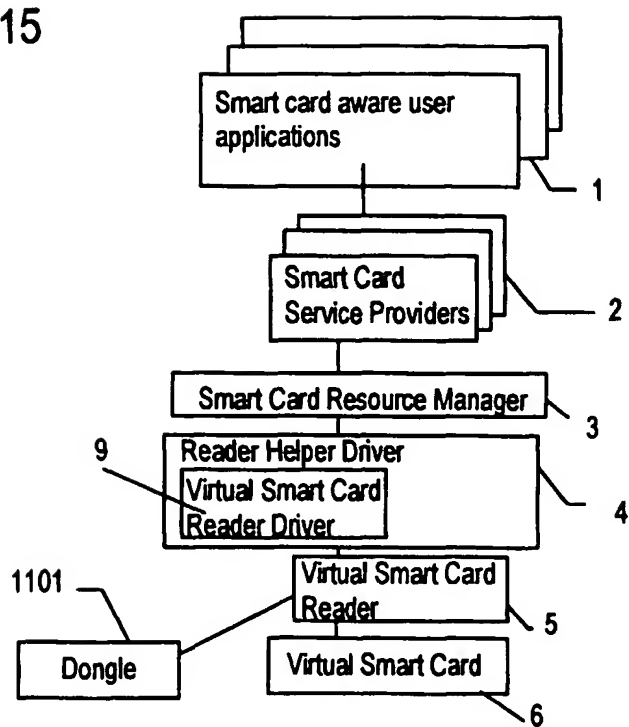 15
Smart card aware user
applications
1
Smart Card
Service Providers
2
Smart Card Resource Manager
3
Reader Helper Driver
9
Virtual Smart Card
Reader Driver
4
1101
Virtual Smart Card
Reader
5
Dongle
Virtual Smart Card
6